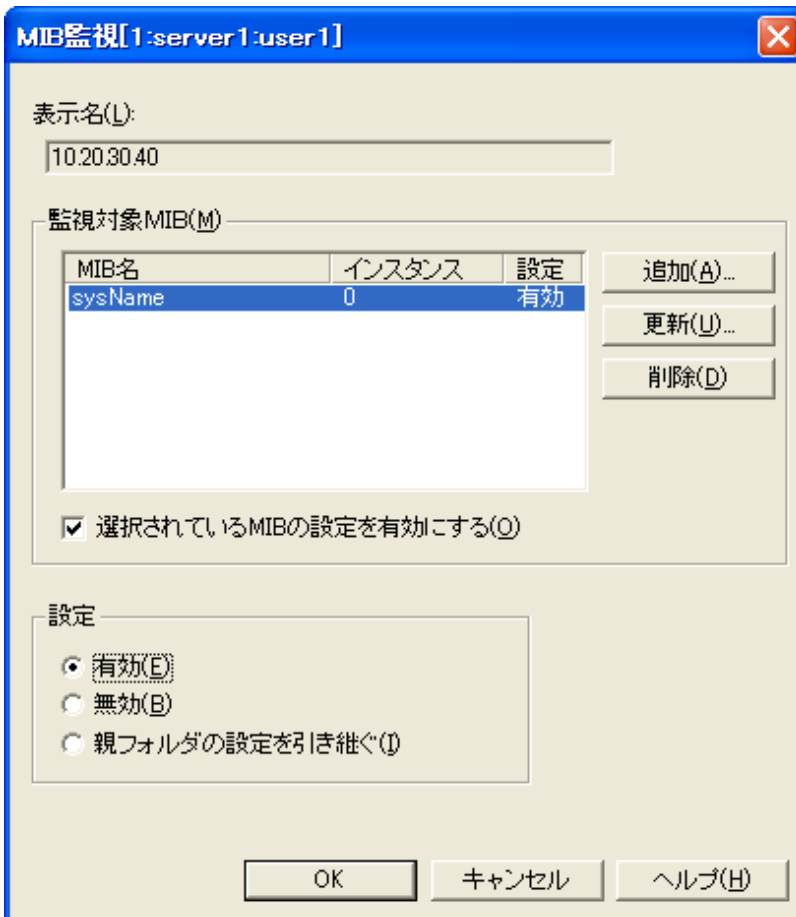 MIB監視[1:server1:user1]
表示名(L):
10.20.30.40
監視対象MIB(M)
MIB名 インスタンス 設定
sysName 0 有効
追加(A)...
更新(U)...
削除(D)
選択されているMIBの設定を有効にする(O)
設定
有効(E)
無効(B)
親フォルダの設定を引き継ぐ(I)
OK キャンセル ヘルプ(H)